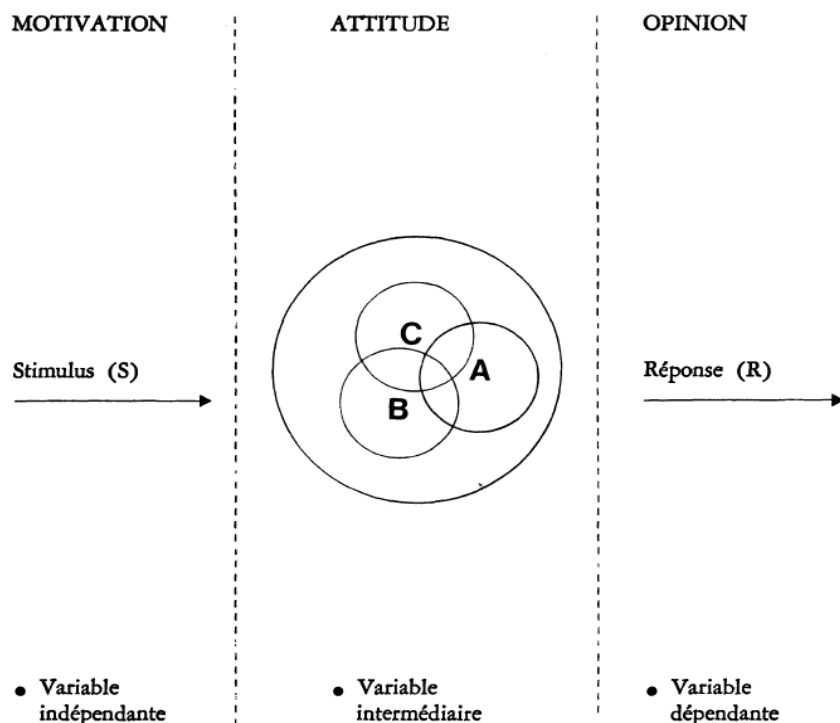 MOTIVATION
ATTITUDE
OPINION
C
A
B
Stimulus (S)
Réponse (R)
• Variable
indépendante
• Variable
intermédiaire
• Variable
dépendante